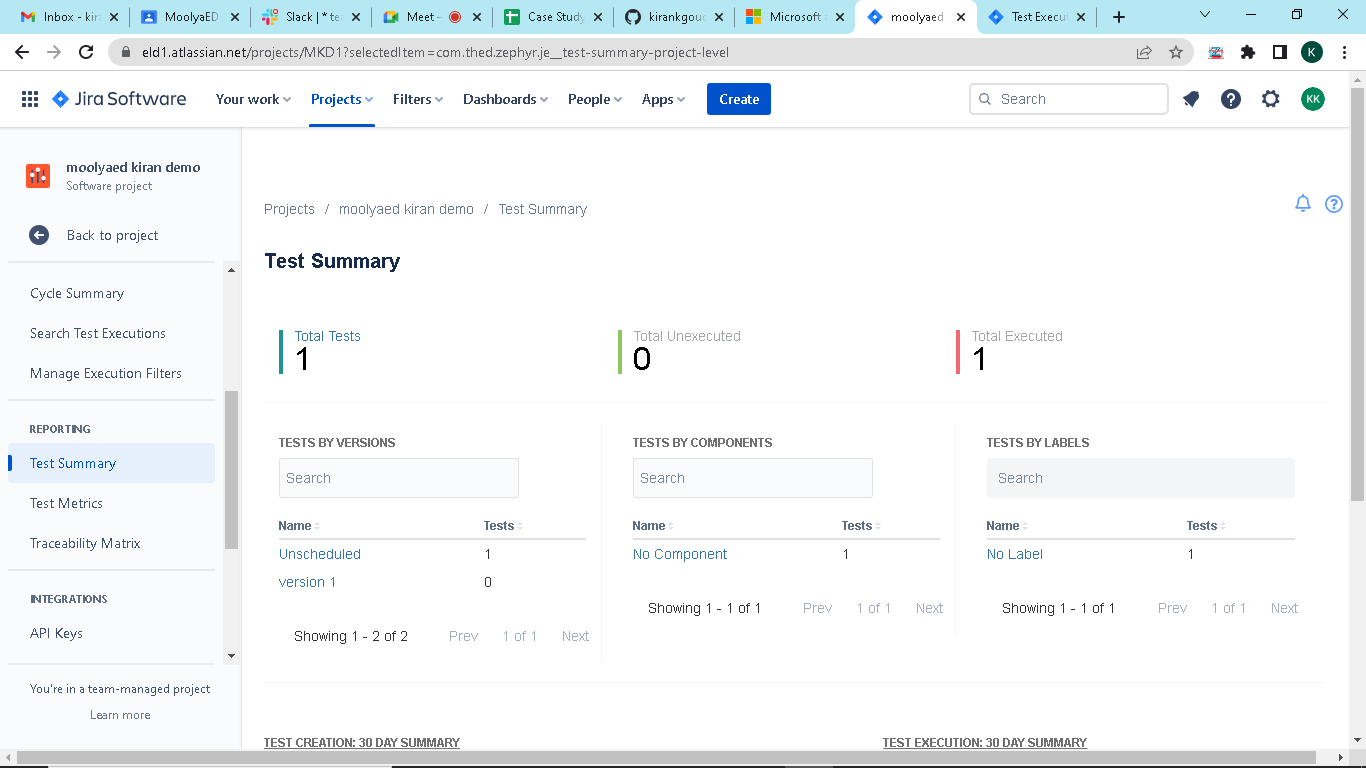 Inbox - kir
MoolyaED
Slack | * te
Meet -
Case Study
kirankgou
Microsoft
moolyaed
Test Execut
eld1.atlassian.net/projects/MKD1?selectedItem=com.thed.zephyr.je__test-summary-project-level
K
Jira Software
Your work
Projects
Filters
Dashboards
People
Apps
Create
Search
KK
moolyaed kiran demo
Software project
Back to project
Cycle Summary
Search Test Executions
Manage Execution Filters
REPORTING
Test Summary
Test Metrics
Traceability Matrix
INTEGRATIONS
API Keys
You're in a team-managed project
Learn more
Projects / moolyaed kiran demo / Test Summary
Test Summary
Total Tests
1
Total Unexecuted
0
Total Executed
1
TESTS BY VERSIONS
Search
Name Tests
Unscheduled 1
version 1 0
Showing 1 - 2 of 2 Prev 1 of 1 Next
TESTS BY COMPONENTS
Search
Name Tests
No Component 1
Showing 1 - 1 of 1 Prev 1 of 1 Next
TESTS BY LABELS
Search
Name Tests
No Label 1
Showing 1 - 1 of 1 Prev 1 of 1 Next
TEST CREATION: 30 DAY SUMMARY
TEST EXECUTION: 30 DAY SUMMARY